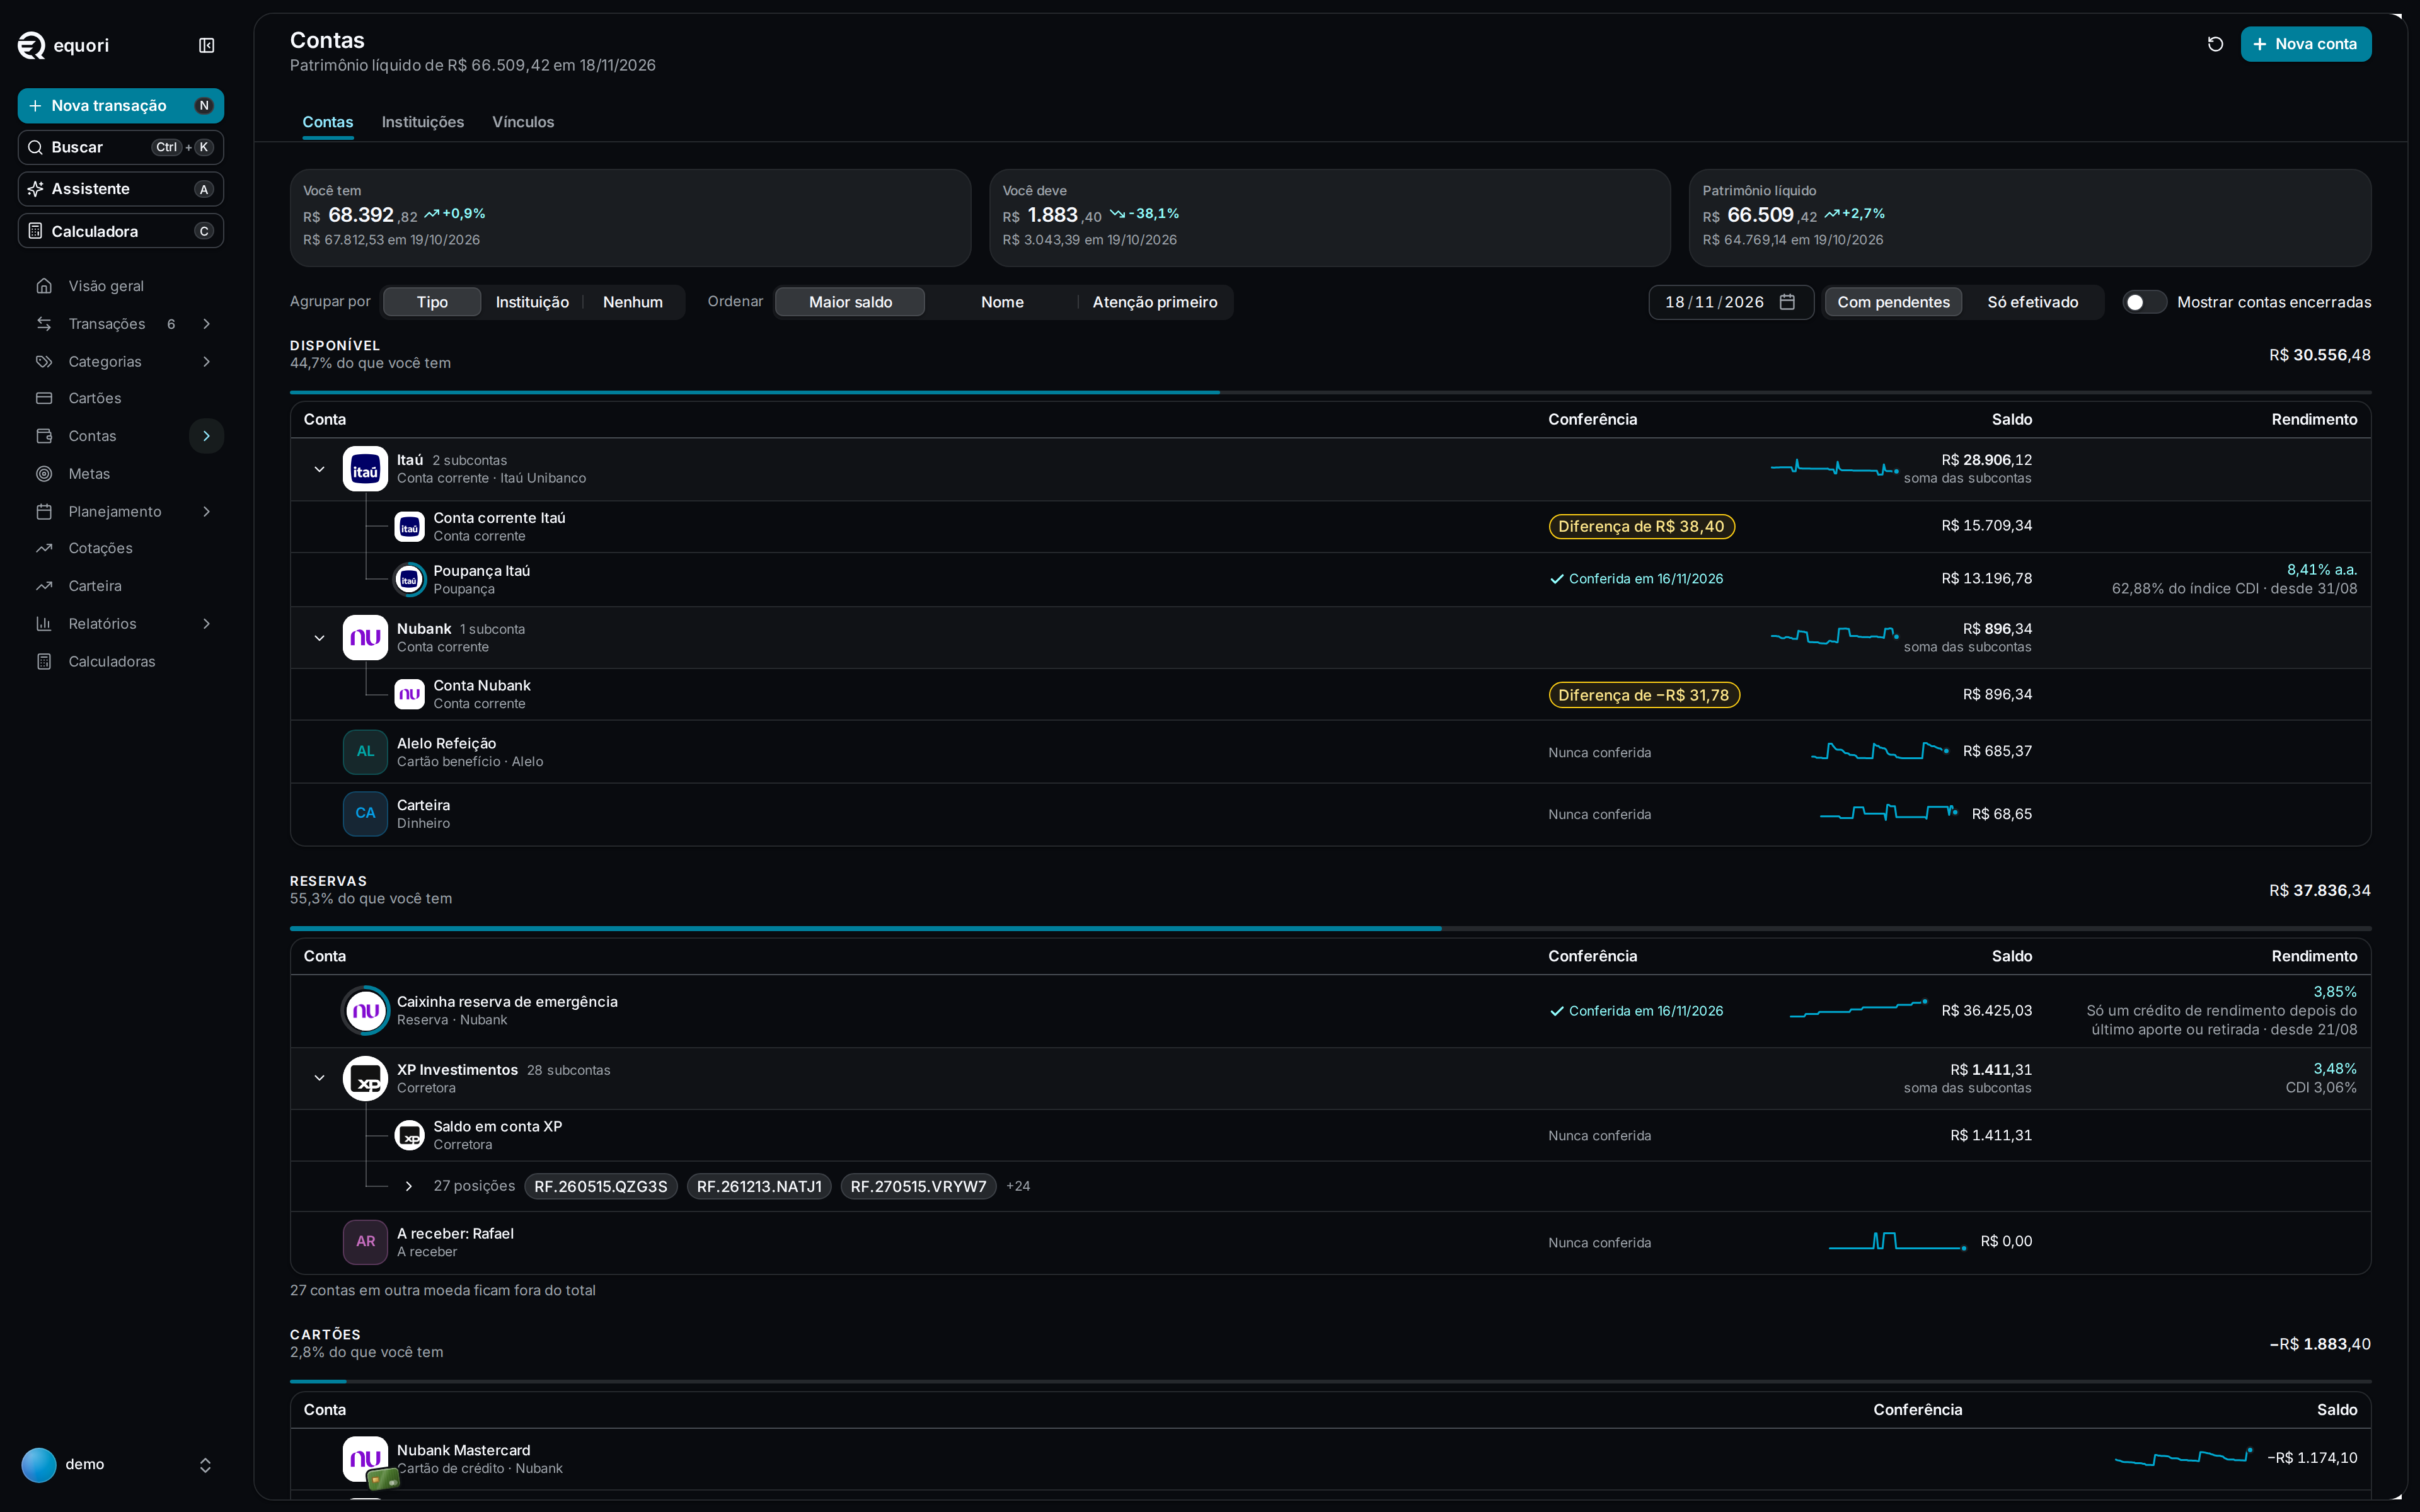 equori
Nova transação N
Buscar Ctrl + K
Assistente A
Calculadora C
Visão geral
Transações 6
Categorias
Cartões
Contas
Metas
Planejamento
Cotações
Carteira
Relatórios
Calculadoras
demo
Contas
Patrimônio líquido de R$ 66.509,42 em 18/11/2026
Nova conta
Contas Instituições Vínculos
Você tem
R$ 68.392,82 +0,9%
R$ 67.812,53 em 19/10/2026
Você deve
R$ 1.883,40 -38,1%
R$ 3.043,39 em 19/10/2026
Patrimônio líquido
R$ 66.509,42 +2,7%
R$ 64.769,14 em 19/10/2026
Agrupar por Tipo Instituição Nenhum Ordenar Maior saldo Nome Atenção primeiro 18/11/2026 Com pendentes Só efetivado Mostrar contas encerradas
DISPONÍVEL
44,7% do que você tem
R$ 30.556,48
Conta Conferência Saldo Rendimento
itaú
Itaú 2 subcontas
Conta corrente · Itaú Unibanco
R$ 28.906,12
soma das subcontas
itaú
Conta corrente Itaú
Conta corrente
Diferença de R$ 38,40
R$ 15.709,34
itaú
Poupança Itaú
Poupança
Conferida em 16/11/2026
R$ 13.196,78
8,41% a.a.
62,88% do índice CDI · desde 31/08
nu
Nubank 1 subconta
Conta corrente
R$ 896,34
soma das subcontas
nu
Conta Nubank
Conta corrente
Diferença de −R$ 31,78
R$ 896,34
AL
Alelo Refeição
Cartão benefício · Alelo
Nunca conferida
R$ 685,37
CA
Carteira
Dinheiro
Nunca conferida
R$ 68,65
RESERVAS
55,3% do que você tem
R$ 37.836,34
Conta Conferência Saldo Rendimento
nu
Caixinha reserva de emergência
Reserva · Nubank
Conferida em 16/11/2026
R$ 36.425,03
3,85%
Só um crédito de rendimento depois do
último aporte ou retirada · desde 21/08
xp
XP Investimentos 28 subcontas
Corretora
R$ 1.411,31
soma das subcontas
3,48%
CDI 3,06%
xp
Saldo em conta XP
Corretora
Nunca conferida
R$ 1.411,31
27 posições RF.260515.QZG3S RF.261213.NATJ1 RF.270515.VRYW7 +24
AR
A receber: Rafael
A receber
Nunca conferida
R$ 0,00
27 contas em outra moeda ficam fora do total
CARTÕES
2,8% do que você tem
−R$ 1.883,40
Conta Conferência Saldo
nu
Nubank Mastercard
Cartão de crédito · Nubank
−R$ 1.174,10